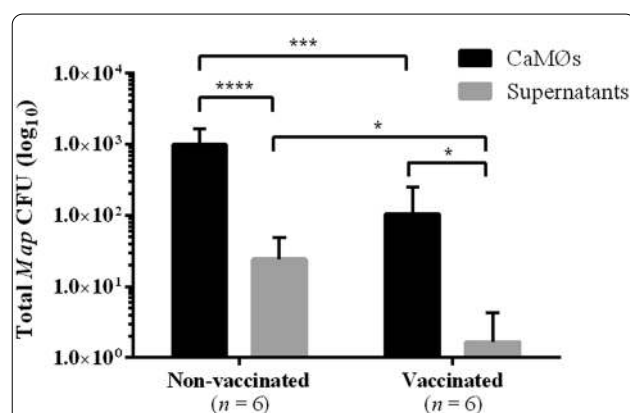 ***
CaMØs
1.0×10⁴
****
Supernatants
*
1.0×10³
*
1.0×10²
1.0×10¹
1.0×10⁰
Total Map CFU (log₁₀)
Non-vaccinated
(n = 6)
Vaccinated
(n = 6)